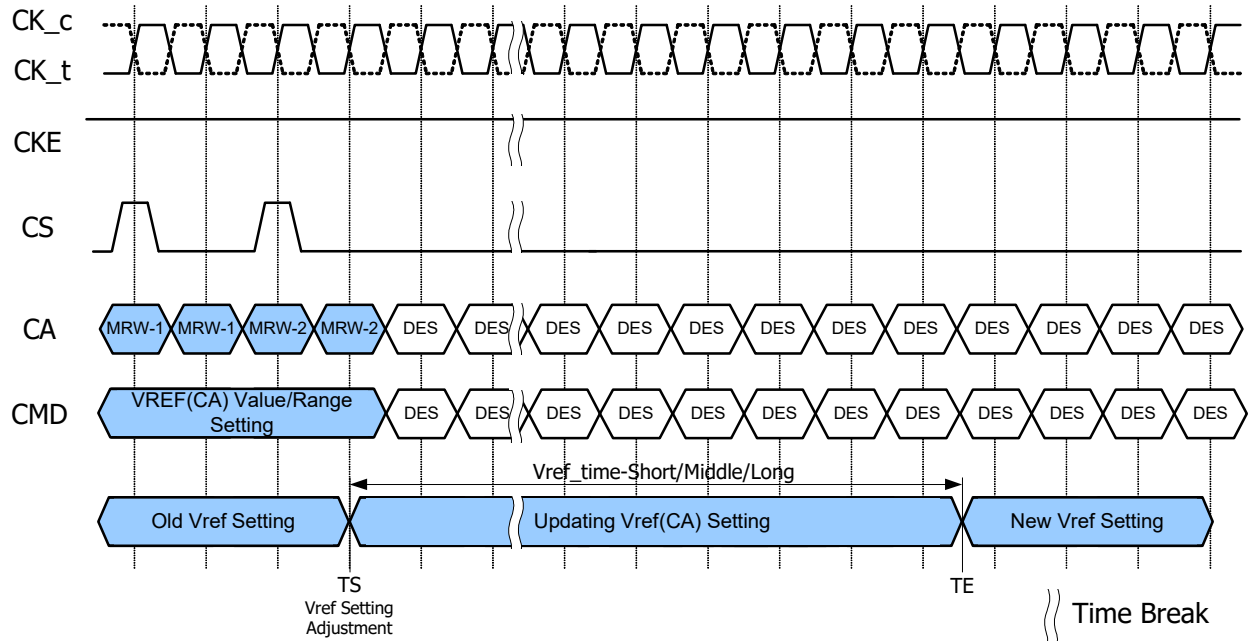 CK_c
CK_t
CKE
CS
CA
MRW-1 MRW-1 MRW-2 MRW-2 DES DES DES DES DES DES DES DES DES DES DES DES
CMD
VREF(CA) Value/Range
Setting
DES DES DES DES DES DES DES DES DES DES DES DES
Vref_time-Short/Middle/Long
Old Vref Setting Updating Vref(CA) Setting New Vref Setting
TS
Vref Setting
Adjustment
TE
Time Break